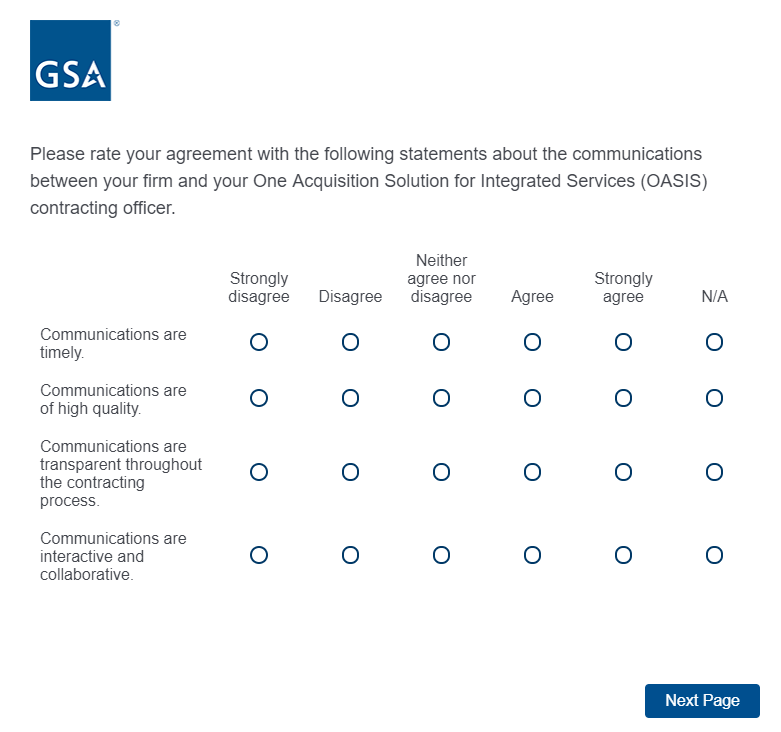 GSA
®
Please rate your agreement with the following statements about the communications
between your firm and your One Acquisition Solution for Integrated Services (OASIS)
contracting officer.
Strongly
disagree
Disagree
Neither
agree nor
disagree
Agree
Strongly
agree
N/A
Communications are
timely.
Communications are
of high quality.
Communications are
transparent throughout
the contracting
process.
Communications are
interactive and
collaborative.
Next Page